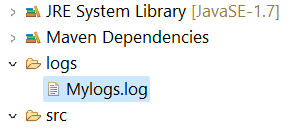 JRE System Library [JavaSE-1.7]
Maven Dependencies
logs
Mylogs.log
src